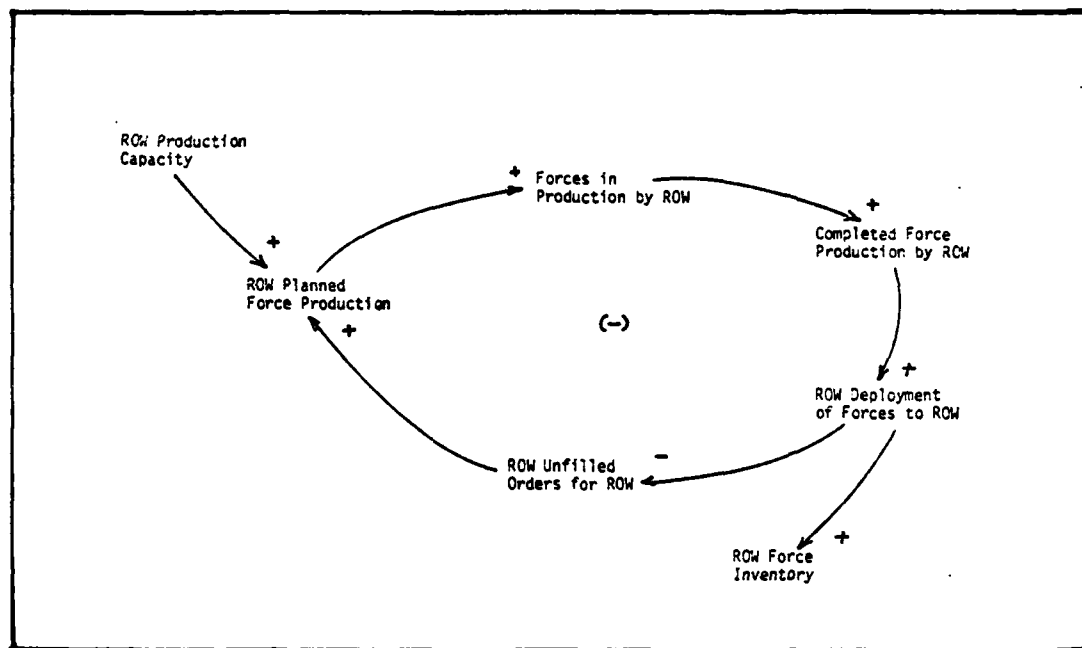 ROW Production
Capacity
+
Forces in
Production by ROW
+
Completed Force
Production by ROW
+
ROW Planned
Force Production
+
(-)
+
ROW Deployment
of Forces to ROW
-
ROW Unfilled
Orders for ROW
+
ROW Force
Inventory